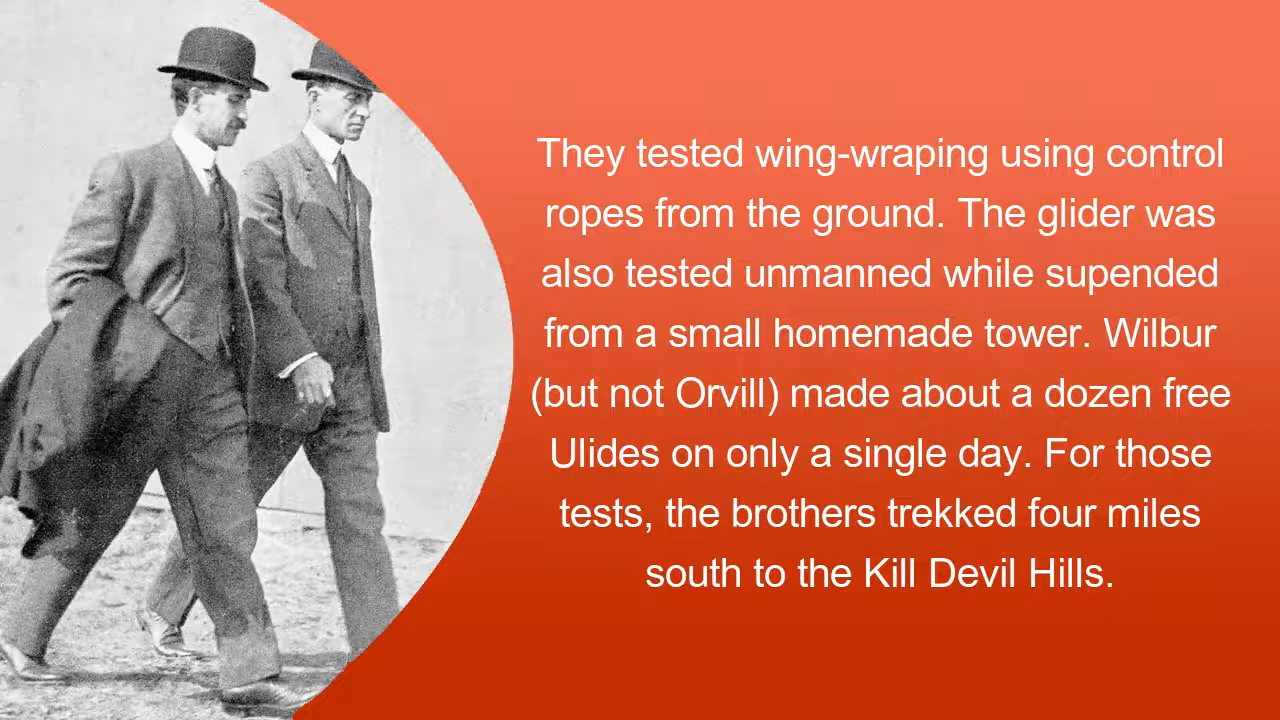 They tested wing-wraping using control
ropes from the ground. The glider was
also tested unmanned while supended
from a small homemade tower. Wilbur
(but not Orvill) made about a dozen free
Ulides on only a single day. For those
tests, the brothers trekked four miles
south to the Kill Devil Hills.